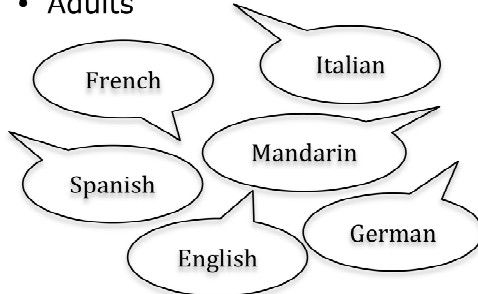 • Adults
Italian
French
Mandarin
Spanish
German
English